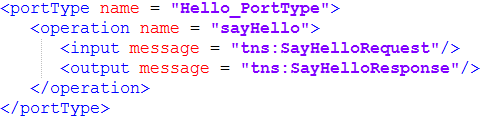 <portType name = "Hello_PortType">
   <operation name = "sayHello">
      <input message = "tns:SayHelloRequest"/>
      <output message = "tns:SayHelloResponse"/>
   </operation>
</portType>